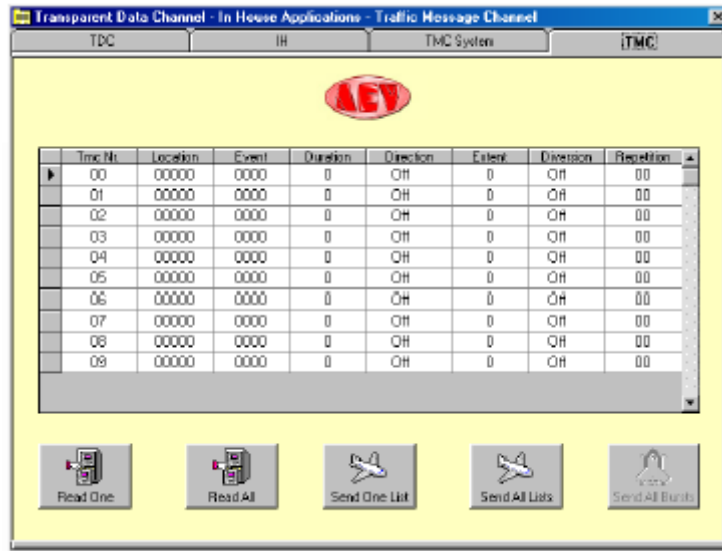 Transparent Data Channel - In House Applications - Traffic Message Channel
TDC IH TMC System TMC
AEV
Tmc Nr. Location Event Duration Direction Extent Diversion Repetition
00 00000 0000 0 Off 0 Off 00
01 00000 0000 0 Off 0 Off 00
02 00000 0000 0 Off 0 Off 00
03 00000 0000 0 Off 0 Off 00
04 00000 0000 0 Off 0 Off 00
05 00000 0000 0 Off 0 Off 00
06 00000 0000 0 Off 0 Off 00
07 00000 0000 0 Off 0 Off 00
08 00000 0000 0 Off 0 Off 00
09 00000 0000 0 Off 0 Off 00
Read One Read All Send One List Send All Lists Send All Bursts